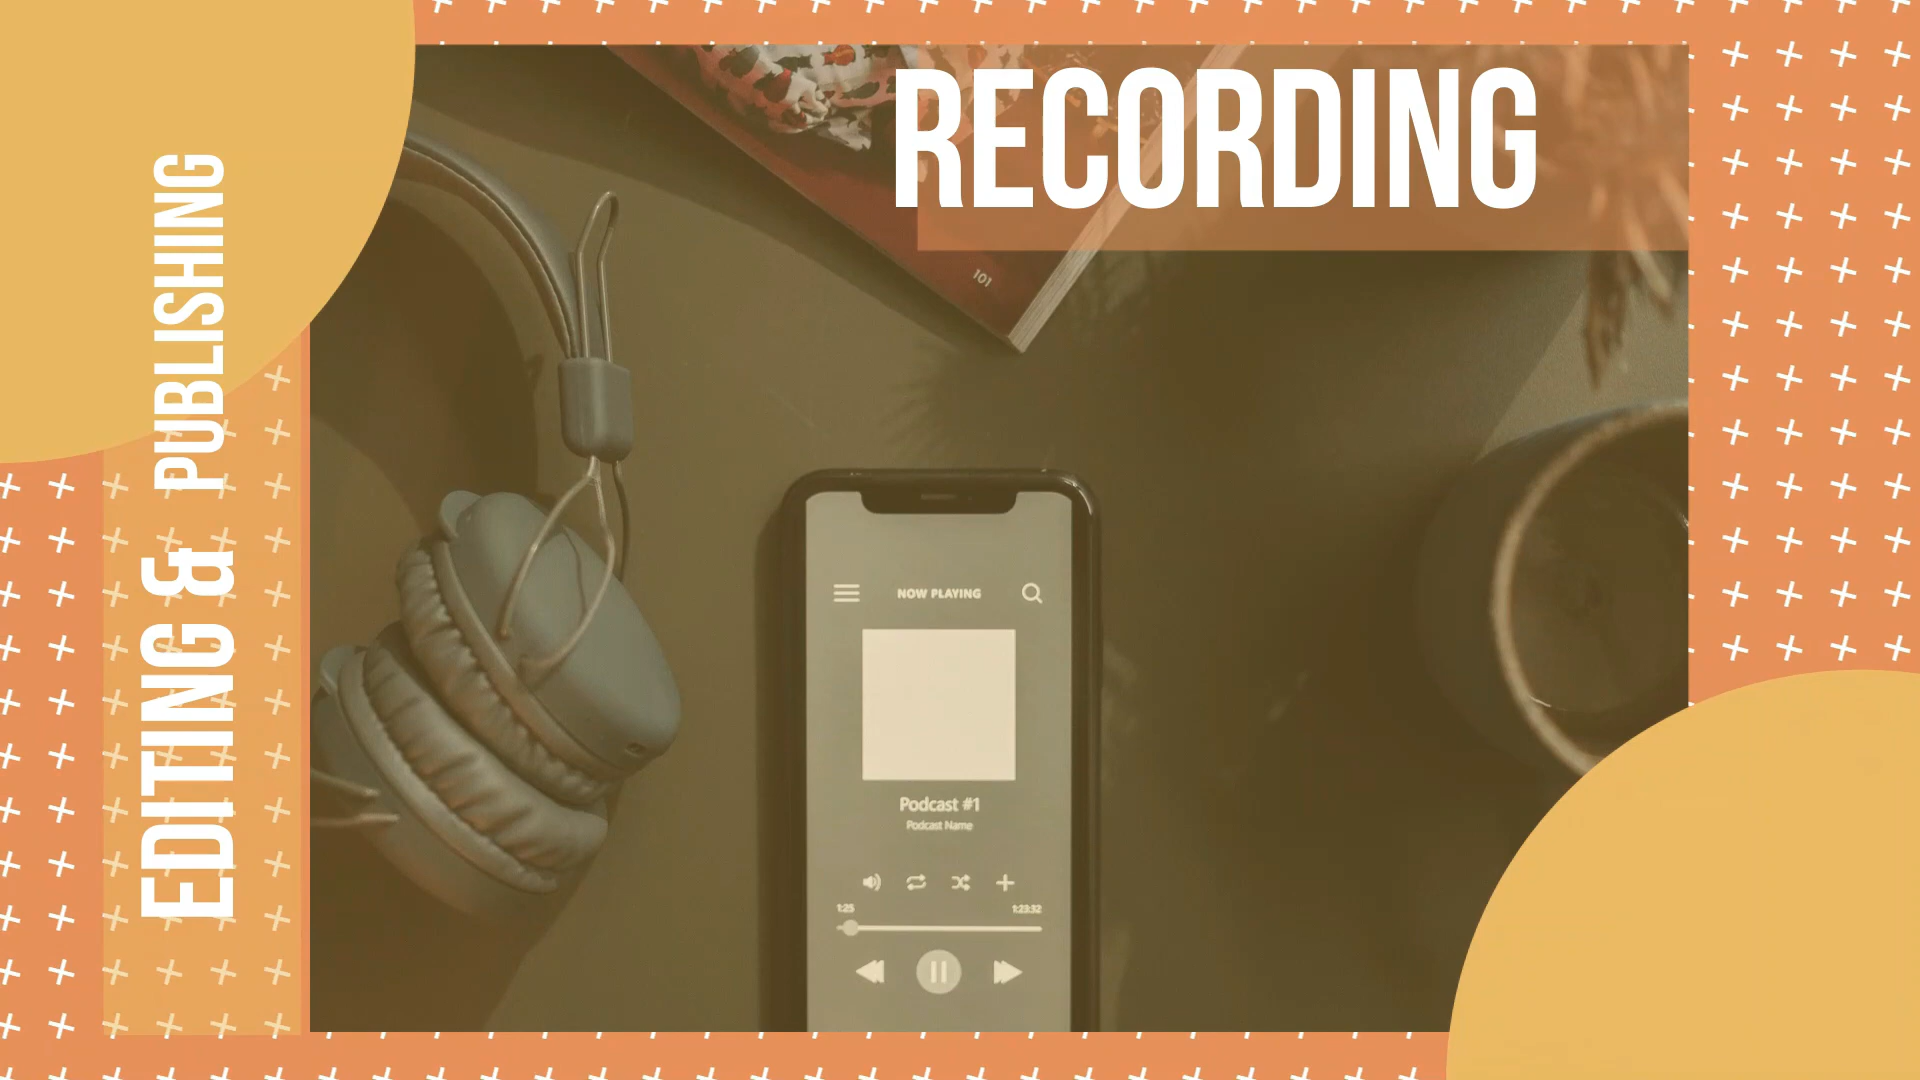 RECORDING
EDITING & PUBLISHING
101
NOW PLAYING
Podcast #1
Podcast Name
1:25
1:23:32